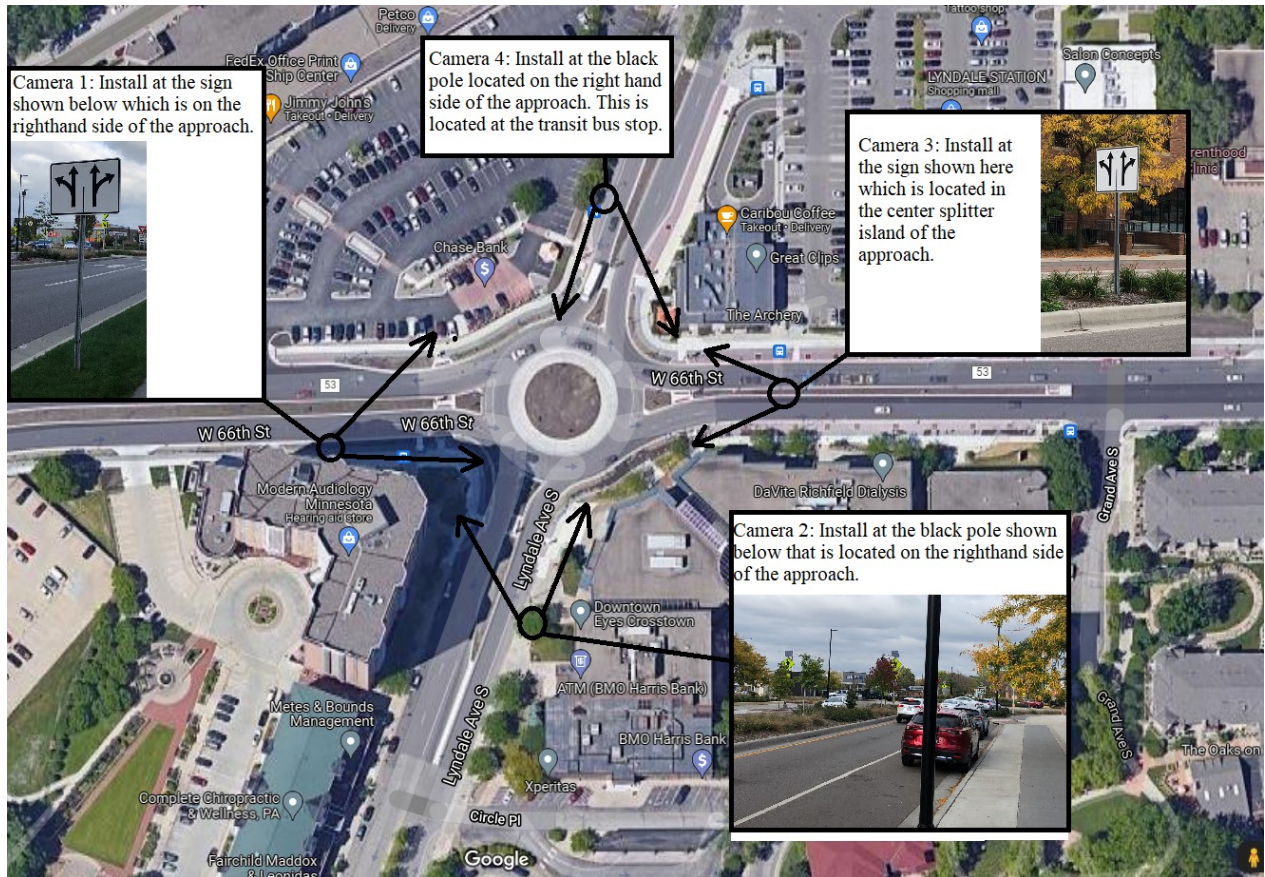 Petco
Delivery
FedEx Office Print
Ship Center
Jimmy John's
Takeout • Delivery
Camera 1: Install at the sign
shown below which is on the
righthand side of the approach.
Camera 4: Install at the black
pole located on the right hand
side of the approach. This is
located at the transit bus stop.
Tattoo shop
Salon Concepts
LYNDALE STATION
Shopping mall
Camera 3: Install at
the sign shown here
which is located in
the center splitter
island of the
approach.
renthood
clinic
Caribou Coffee
Takeout • Delivery
Great Clips
The Archery
Chase Bank
$
53
W 66th St
W 66th St
W 66th St
53
Modern Audiology
Minnesota
Hearing aid store
DaVita Richfield Dialysis
Grand Ave S
Lyndale Ave S
Camera 2: Install at the black pole shown
below that is located on the righthand side
of the approach.
Downtown
Eyes Crosstown
ATM (BMO Harris Bank)
BMO Harris Bank
$
Metes & Bounds
Management
Lyndale Ave S
Xperitas
Grand Ave S
The Oaks on
Complete Chiropractic
& Wellness, PA
Circle Pl
Fairchild Maddox
& Leonidas
Google